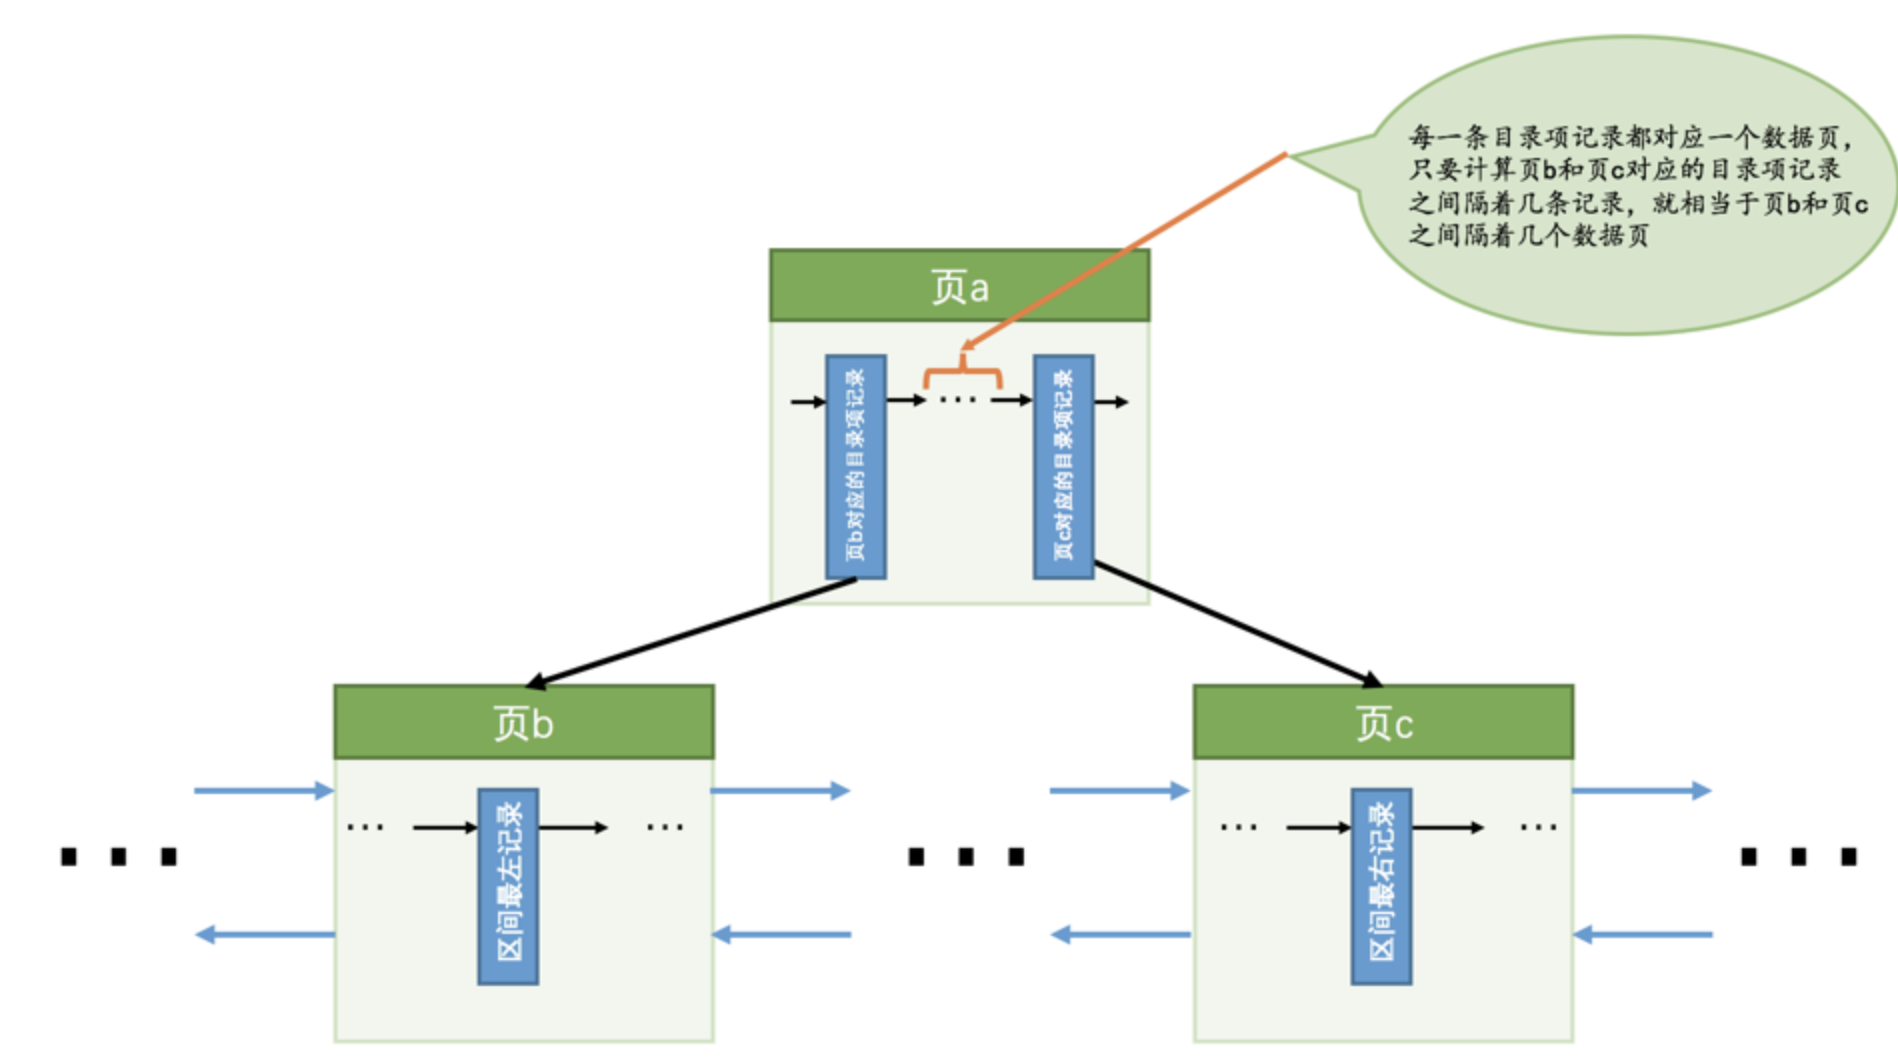 每一条目录项记录都对应一个数据页，
只要计算页b和页c对应的目录项记录
之间隔着几条记录，就相当于页b和页c
之间隔着几个数据页
页a
页b对应的目录项记录
...
页c对应的目录项记录
页b
页c
...
区间最左记录
...
...
区间最右记录
...